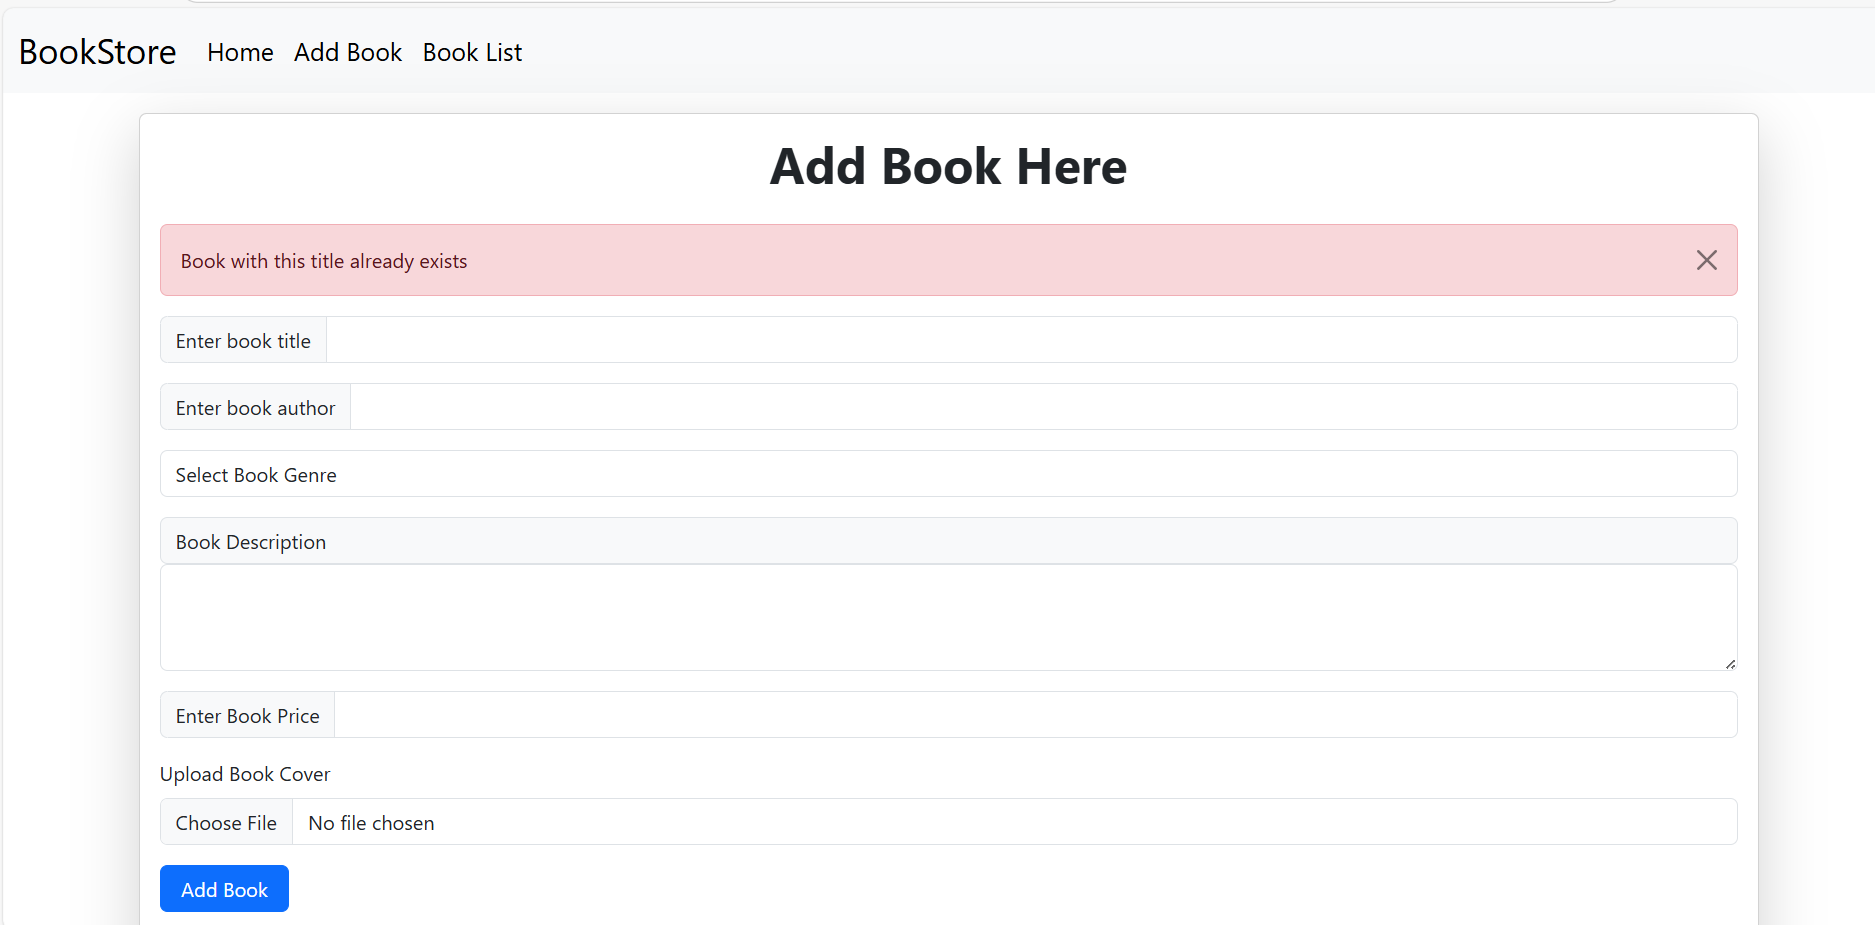 BookStore Home Add Book Book List
Add Book Here
Book with this title already exists
Enter book title
Enter book author
Select Book Genre
Book Description
Enter Book Price
Upload Book Cover
Choose File No file chosen
Add Book